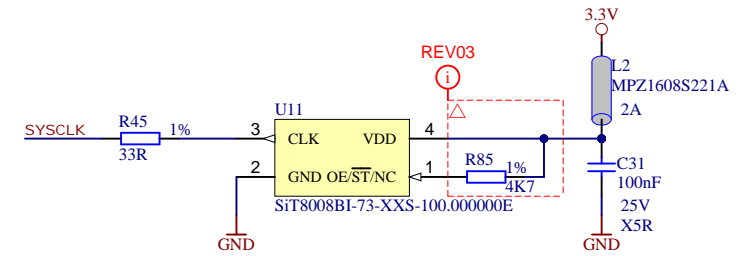 3.3V
REV03
i
L2
MPZ1608S221A
2A
U11
R45
1%
33R
SYSCLK
3
CLK
VDD
4
2
GND
OE/ST/NC
1
R85
1%
4K7
C31
100nF
25V
X5R
SiT8008BI-73-XXS-100.000000E
GND
GND